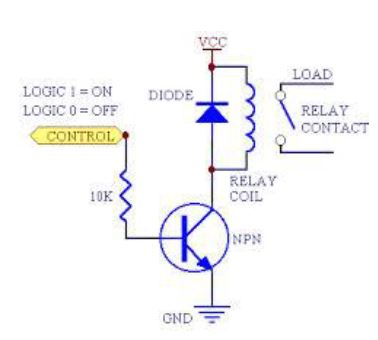 VCC
LOAD
LOGIC 1 = ON
LOGIC 0 = OFF
DIODE
RELAY
CONTACT
CONTROL
RELAY
COIL
10K
NPN
GND